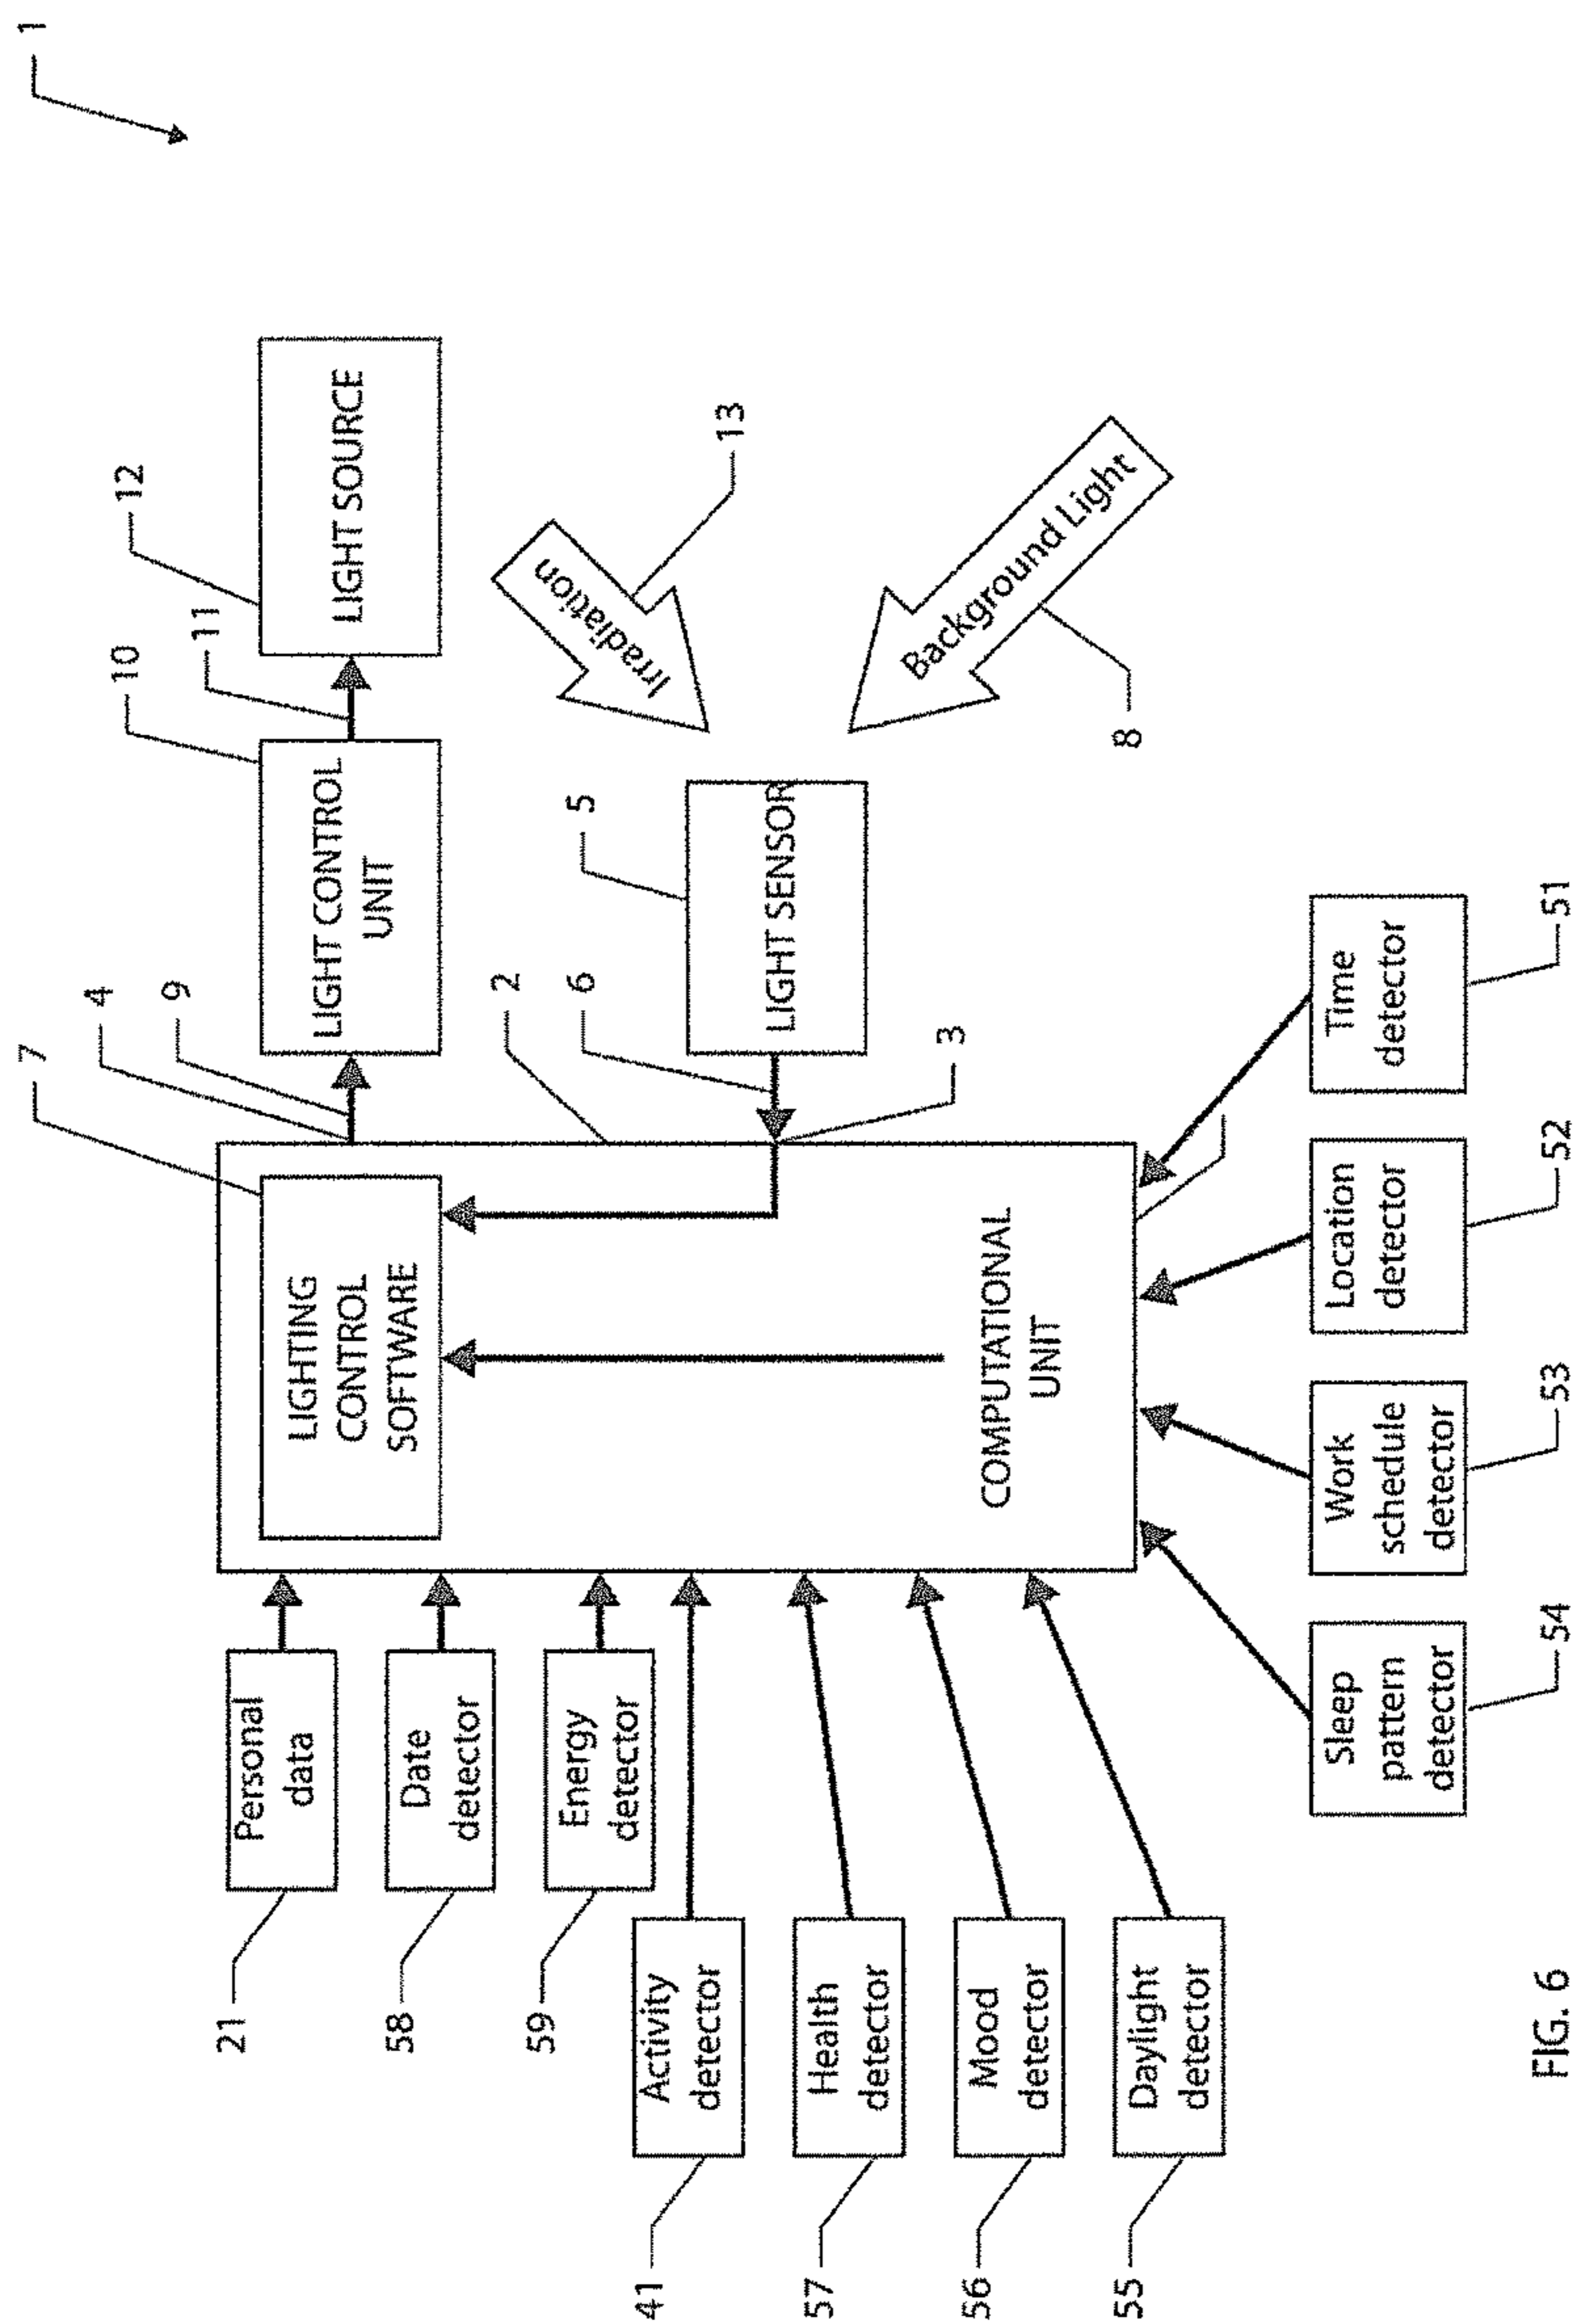 1
7
4
9
10
11
12
21
Personal
data
LIGHTING
CONTROL
SOFTWARE
LIGHT CONTROL
UNIT
LIGHT SOURCE
58
Date
detector
59
Energy
detector
2
6
5
Irradiation
13
41
Activity
detector
LIGHT SENSOR
57
Health
detector
3
Background Light
8
56
Mood
detector
COMPUTATIONAL
UNIT
55
Daylight
detector
Sleep
pattern
detector
54
Work
schedule
detector
53
Location
detector
52
Time
detector
51
FIG. 6